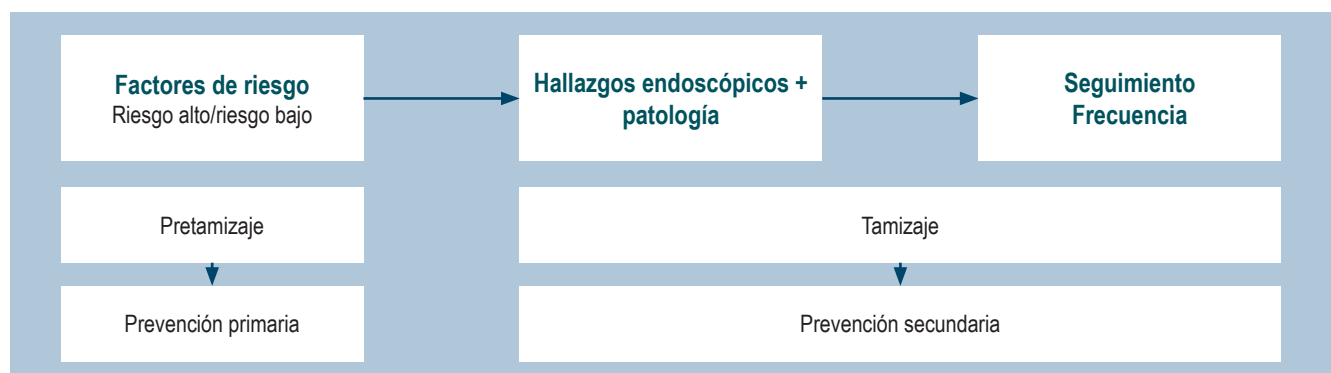 Factores de riesgo
Riesgo alto/riesgo bajo
Hallazgos endoscópicos +
patología
Seguimiento
Frecuencia
Pretamizaje
Tamizaje
Prevención primaria
Prevención secundaria